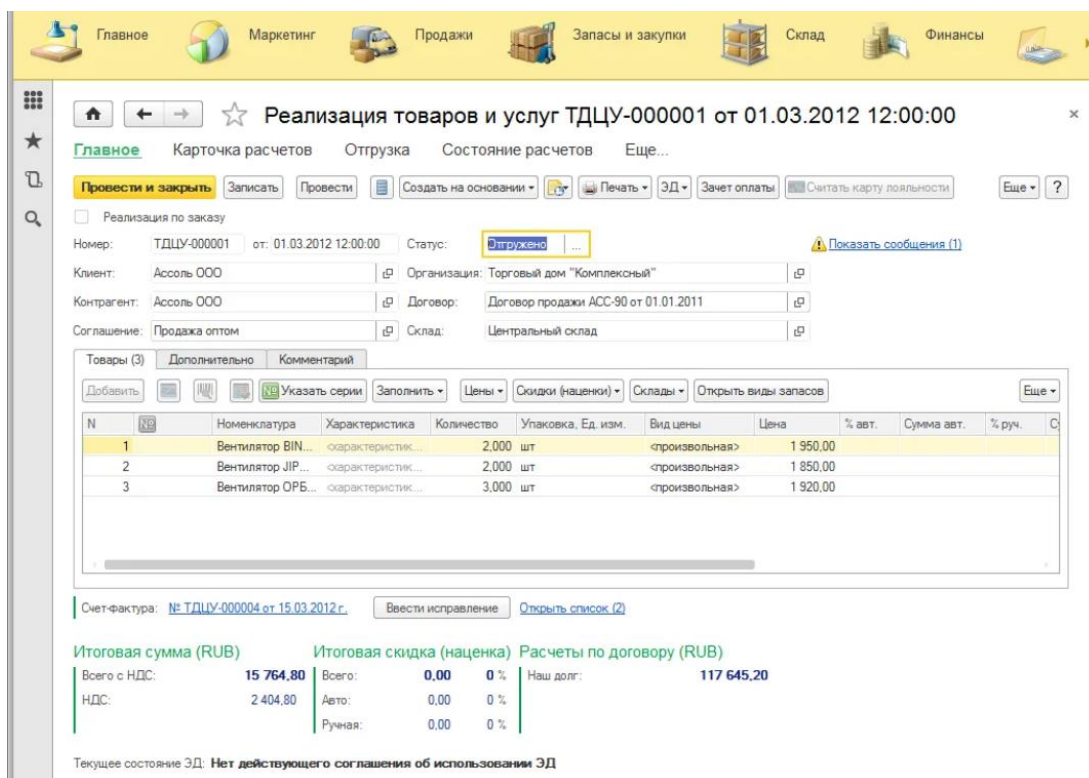 Главное Маркетинг Продажи Запасы и закупки Склад Финансы
Реализация товаров и услуг ТДЦУ-000001 от 01.03.2012 12:00:00
Главное Карточка расчетов Отгрузка Состояние расчетов Еще...
Провести и закрыть Записать Провести Создать на основании Печать ЭД Зачет оплаты Считать карту лояльности Еще ?
Реализация по заказу
Номер: ТДЦУ-000001 от: 01.03.2012 12:00:00 Статус: Отгружено ... Показать сообщения (1)
Клиент: Ассоль ООО Организация: Торговый дом "Комплексный"
Контрагент: Ассоль ООО Договор: Договор продажи АСС-90 от 01.01.2011
Соглашение: Продажа оптом Склад: Центральный склад
Товары (3) Дополнительно Комментарий
Добавить № Указать серии Заполнить Цены Скидки (наценки) Склады Открыть виды запасов Еще
N № Номенклатура Характеристика Количество Упаковка, Ед. изм. Вид цены Цена % авт. Сумма авт. % руч.
1 Вентилятор BIN... <характеристик... 2,000 шт <произвольная> 1 950,00
2 Вентилятор JIP... <характеристик... 2,000 шт <произвольная> 1 850,00
3 Вентилятор ОРБ... <характеристик... 3,000 шт <произвольная> 1 920,00
Счет-фактура: № ТДЦУ-000004 от 15.03.2012 г. Ввести исправление Открыть список (2)
Итоговая сумма (RUB) Итоговая скидка (наценка) Расчеты по договору (RUB)
Всего с НДС: 15 764,80 Всего: 0,00 0 % Наш долг: 117 645,20
НДС: 2 404,80 Авто: 0,00 0 %
Ручная: 0,00 0 %
Текущее состояние ЭД: Нет действующего соглашения об использовании ЭД